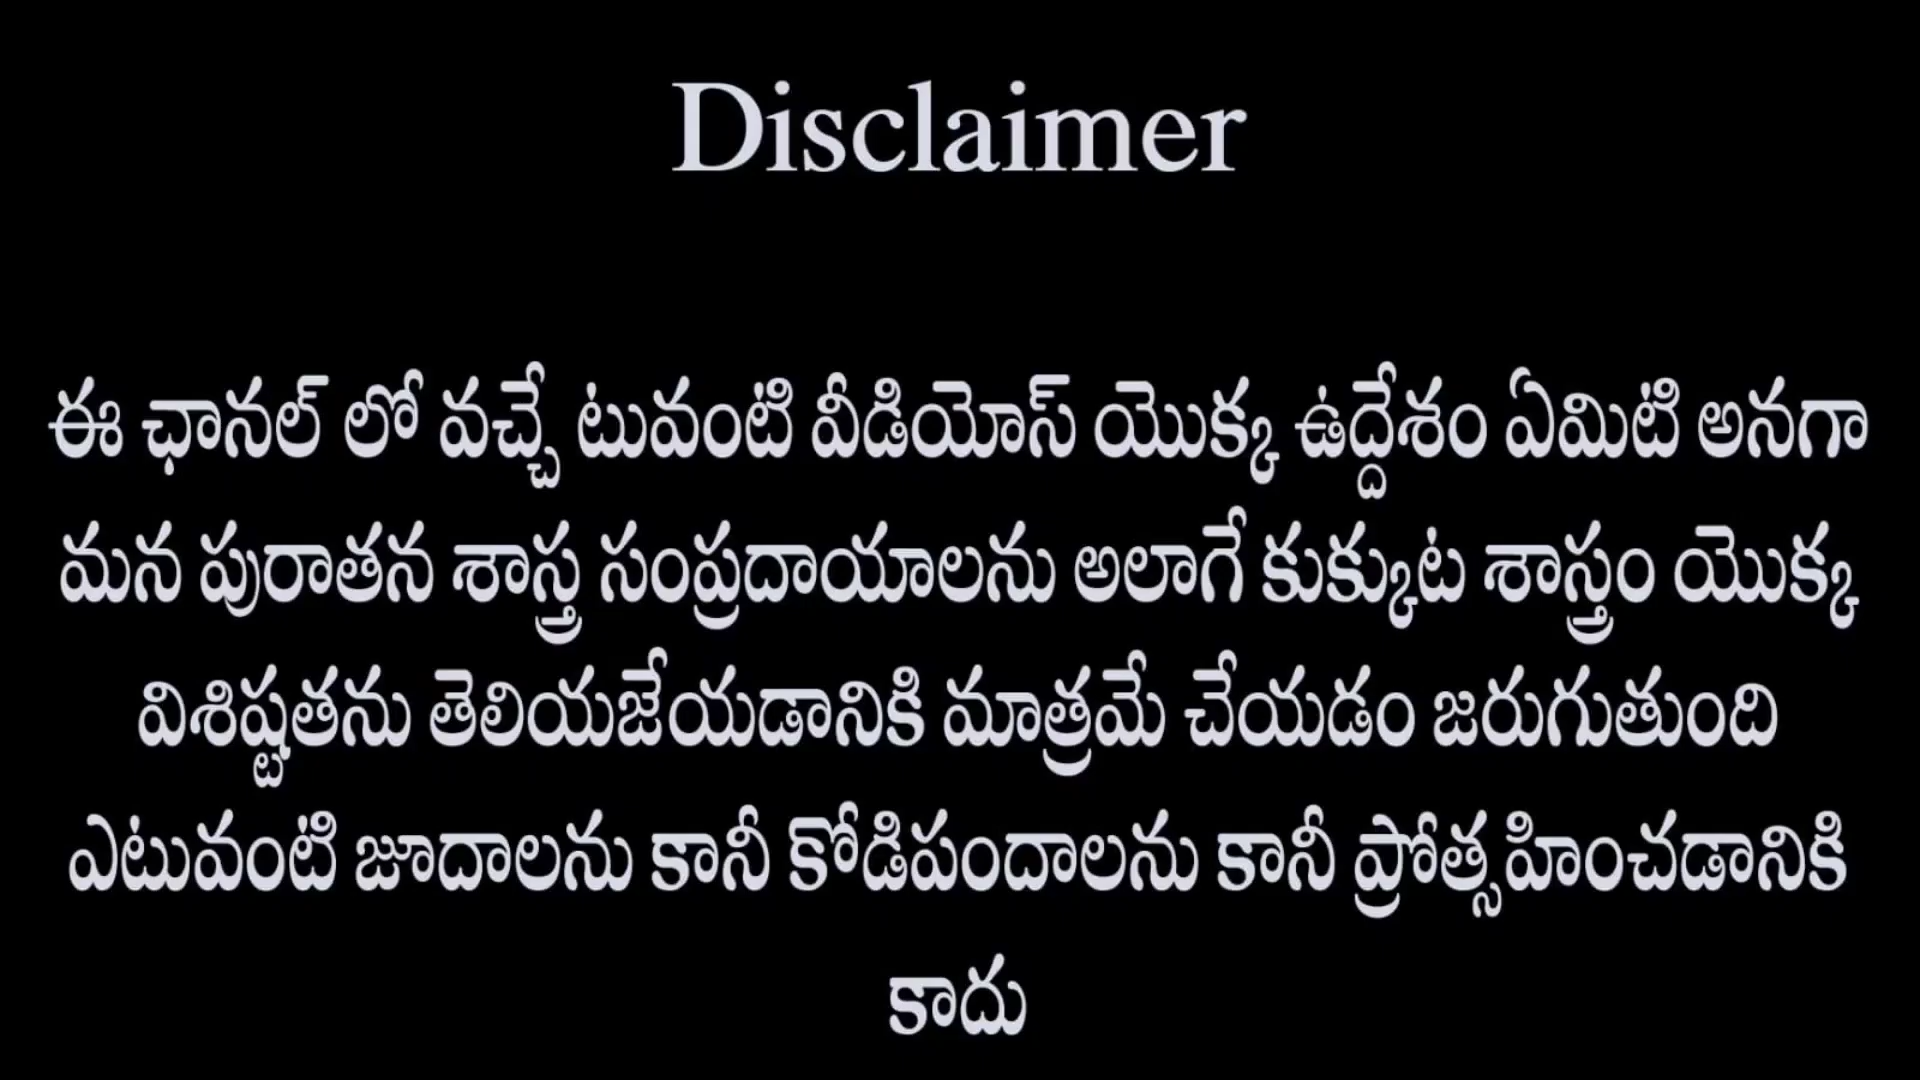 Disclaimer
ఈ ఛానల్ లో వచ్చే టువంటి వీడియోస్ యొక్క ఉద్దేశం ఏమిటి అనగా
మన పురాతన శాస్త్ర సంప్రదాయాలను అలాగే కుక్కుట శాస్త్రం యొక్క
విశిష్టతను తెలియజేయడానికి మాత్రమే చేయడం జరుగుతుంది
ఎటువంటి జూదాలను కానీ కోడిపందాలను కానీ ప్రోత్సహించడానికి
కాదు